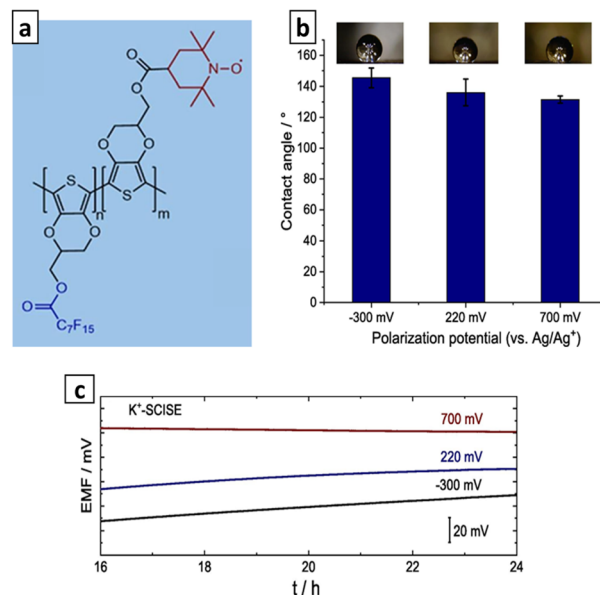 a
O
O
N–O•
O
O
S
n
S
m
O
O
O
O
C₇F₁₅
b
160
140
120
100
80
60
40
20
0
Contact angle / °
-300 mV
220 mV
700 mV
Polarization potential (vs. Ag/Ag⁺)
c
K⁺-SCISE
700 mV
220 mV
-300 mV
20 mV
EMF / mV
16
18
20
22
24
t / h